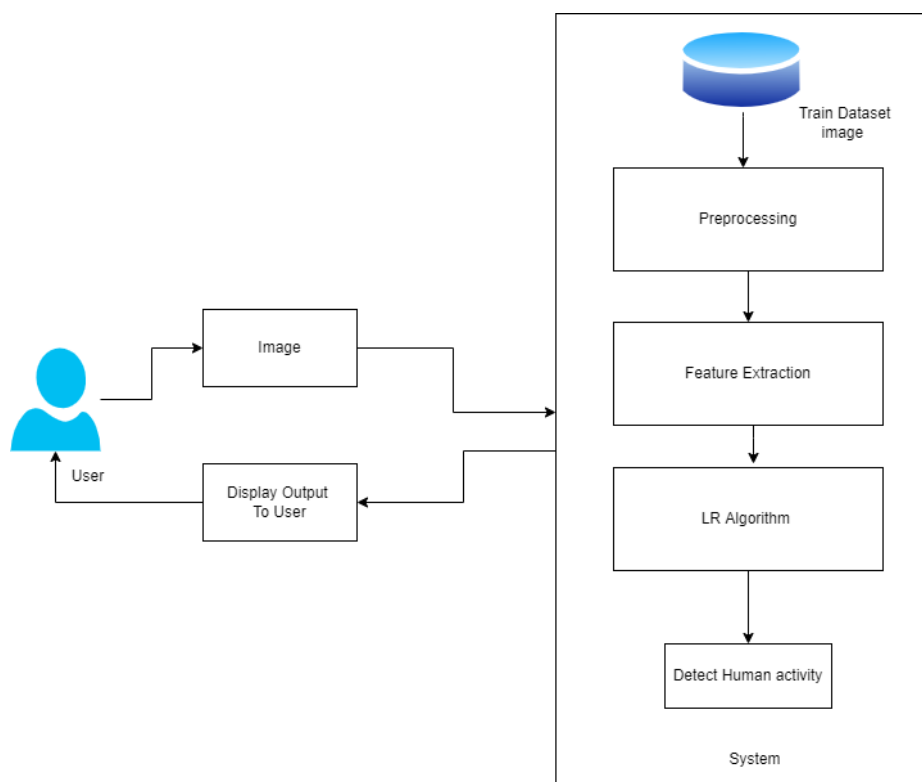 Train Dataset
image
Preprocessing
Image
Feature Extraction
User
Display Output
To User
LR Algorithm
Detect Human activity
System